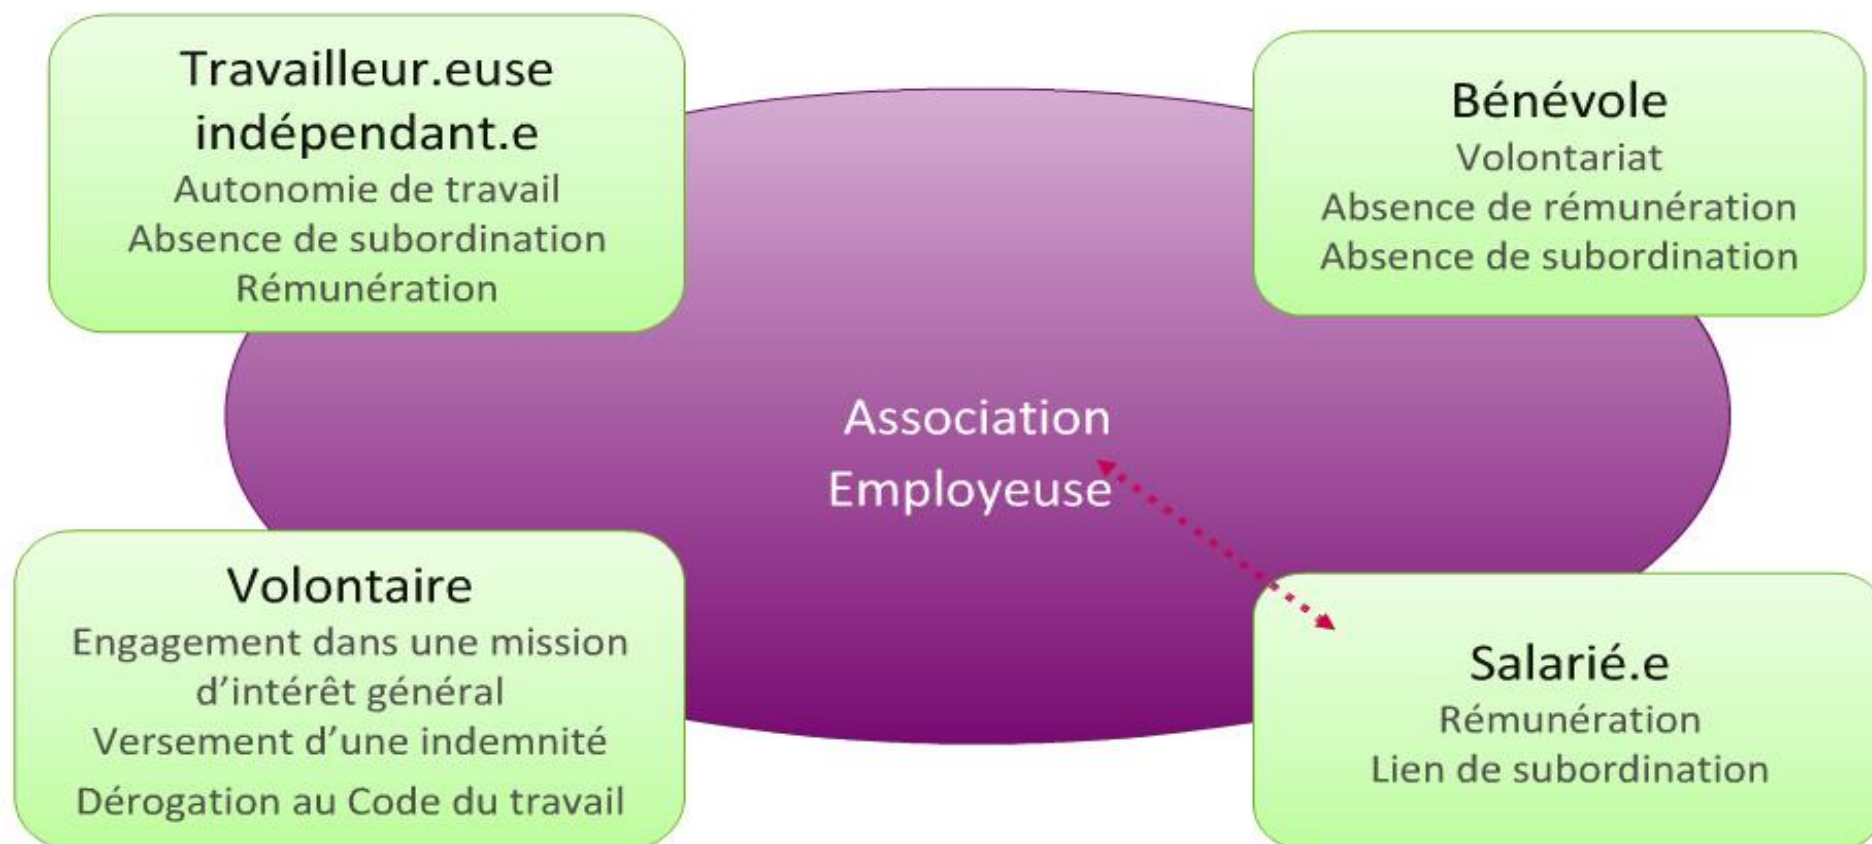 Travailleur.euse
indépendant.e
Autonomie de travail
Absence de subordination
Rémunération
Bénévole
Volontariat
Absence de rémunération
Absence de subordination
Association
Employeuse
Volontaire
Engagement dans une mission
d’intérêt général
Versement d’une indemnité
Dérogation au Code du travail
Salarié.e
Rémunération
Lien de subordination